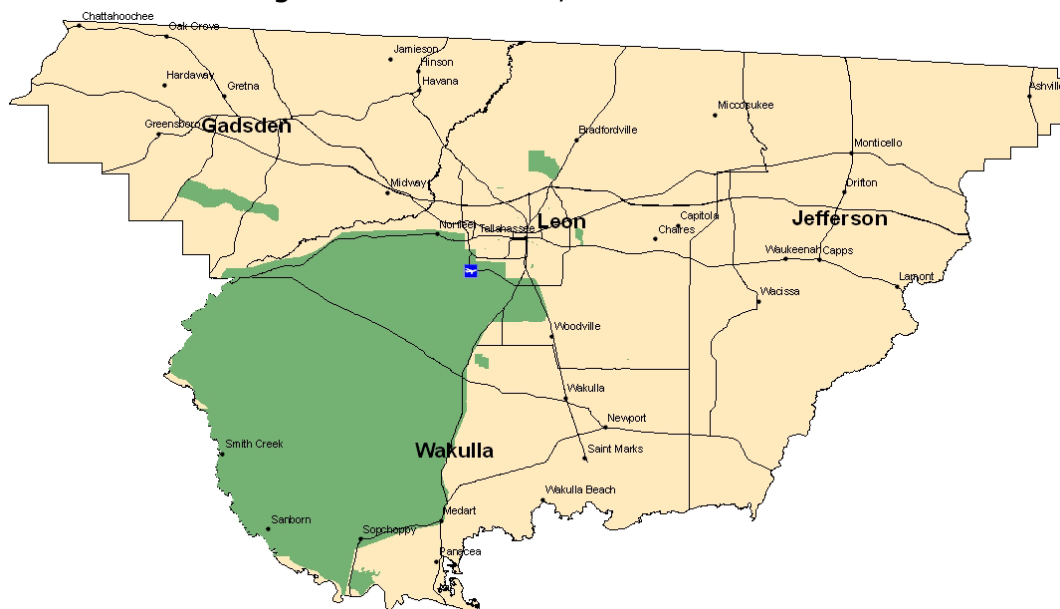 Chattahoochee
Oak Grove
Jamieson
Hinson
Havana
Hardaway
Gretna
Ashvill
Miccosukee
Greensboro
Gadsden
Bradfordville
Monticello
Midway
Drifton
Norfleet
Tallahassee
Leon
Capitola
Chaires
Jefferson
Waukeenah
Capps
Lamont
Wacissa
Woodville
Wakulla
Newport
Smith Creek
Wakulla
Saint Marks
Wakulla Beach
Sanborn
Medart
Sopchoppy
Panacea